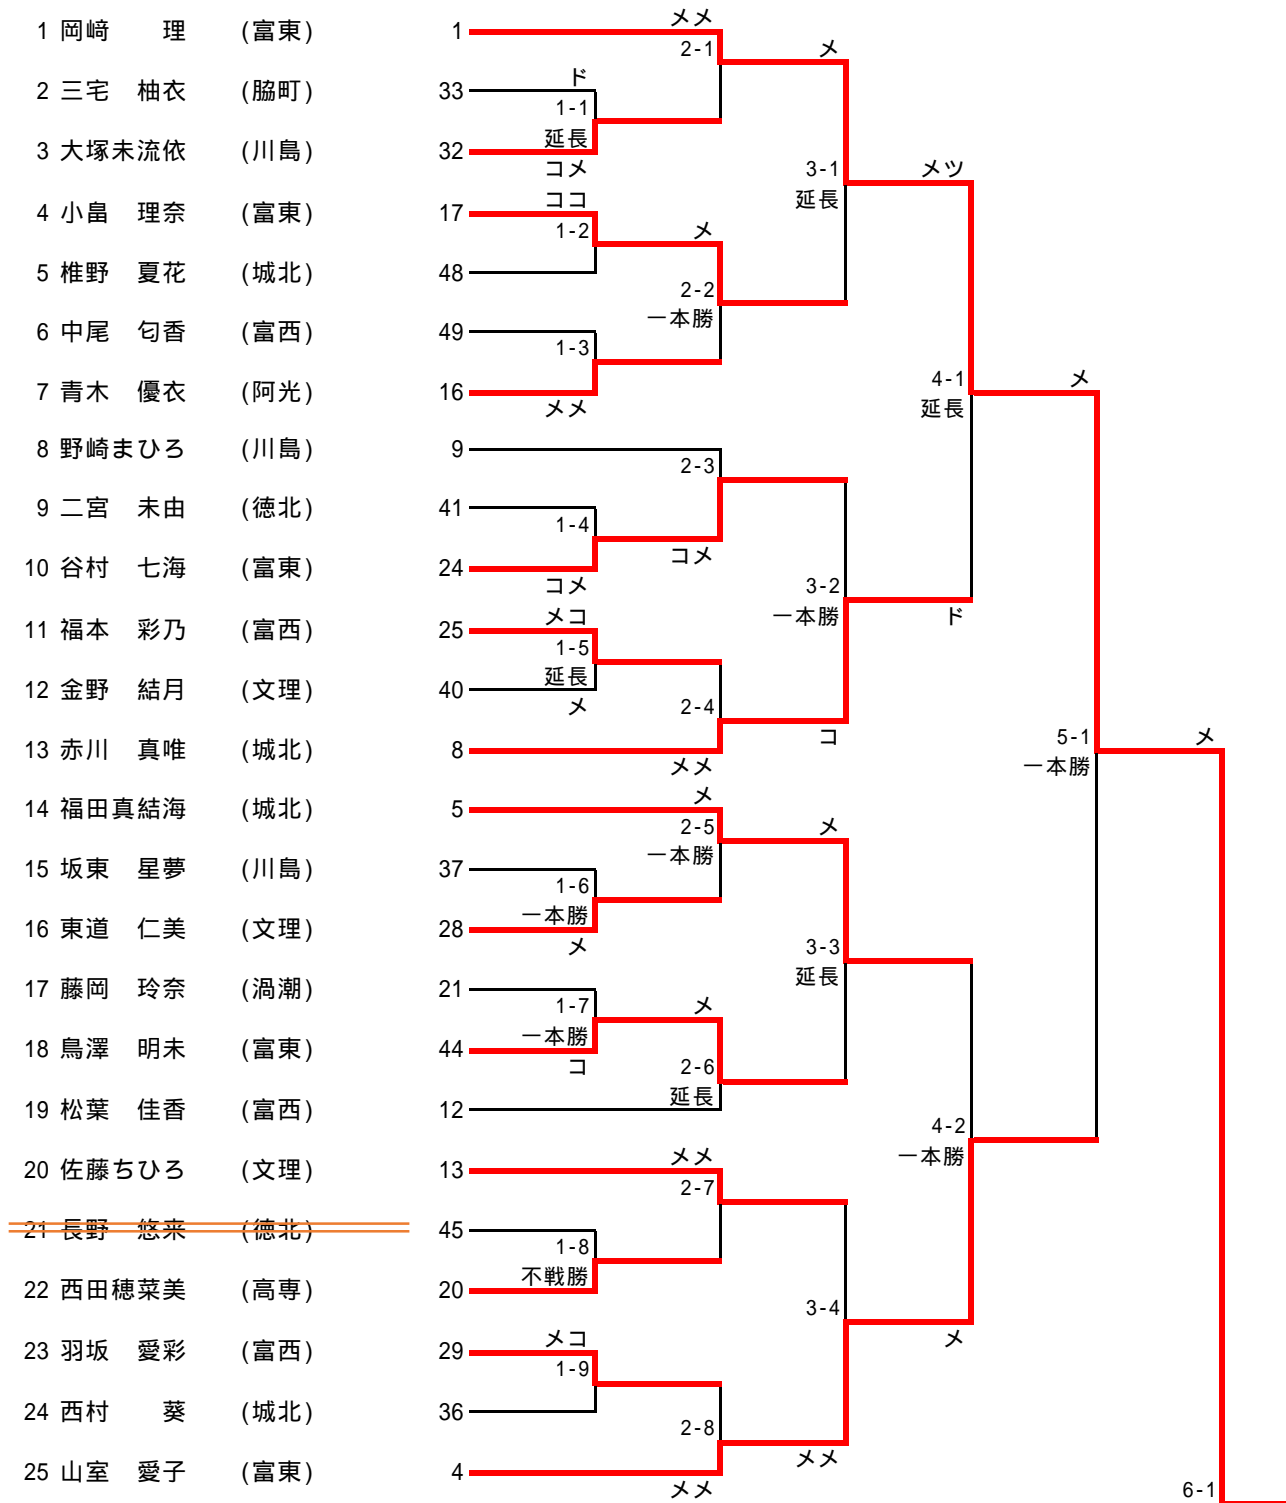 メメ
1 岡﨑　理 (富東) 1
2-1 メ
ド
2 三宅　柚衣 (脇町) 33
1-1
延長
3 大塚未流依 (川島) 32
コメ
3-1 メツ
延長
ココ
4 小畠　理奈 (富東) 17
1-2 メ
5 椎野　夏花 (城北) 48
2-2
一本勝
6 中尾　匂香 (富西) 49
1-3
7 青木　優衣 (阿光) 16
メメ
4-1 メ
延長
8 野崎まひろ (川島) 9
2-3
9 二宮　未由 (徳北) 41
1-4
コメ
10 谷村　七海 (富東) 24
コメ
3-2
一本勝 ド
メコ
11 福本　彩乃 (富西) 25
1-5
延長
12 金野　結月 (文理) 40
メ
2-4
コ
13 赤川　真唯 (城北) 8
メメ
5-1 メ
一本勝
メ
14 福田真結海 (城北) 5
2-5 メ
一本勝
15 坂東　星夢 (川島) 37
1-6
一本勝
16 東道　仁美 (文理) 28
メ
3-3
延長
17 藤岡　玲奈 (渦潮) 21
1-7 メ
一本勝
18 鳥澤　明未 (富東) 44
コ
2-6
延長
19 松葉　佳香 (富西) 12
4-2
一本勝
メメ
20 佐藤ちひろ (文理) 13
2-7
21 長野　悠来 (徳北) 45
1-8
不戦勝
22 西田穂菜美 (高専) 20
3-4
メ
メコ
23 羽坂　愛彩 (富西) 29
1-9
24 西村　葵 (城北) 36
2-8
メメ
25 山室　愛子 (富東) 4
メメ
6-1